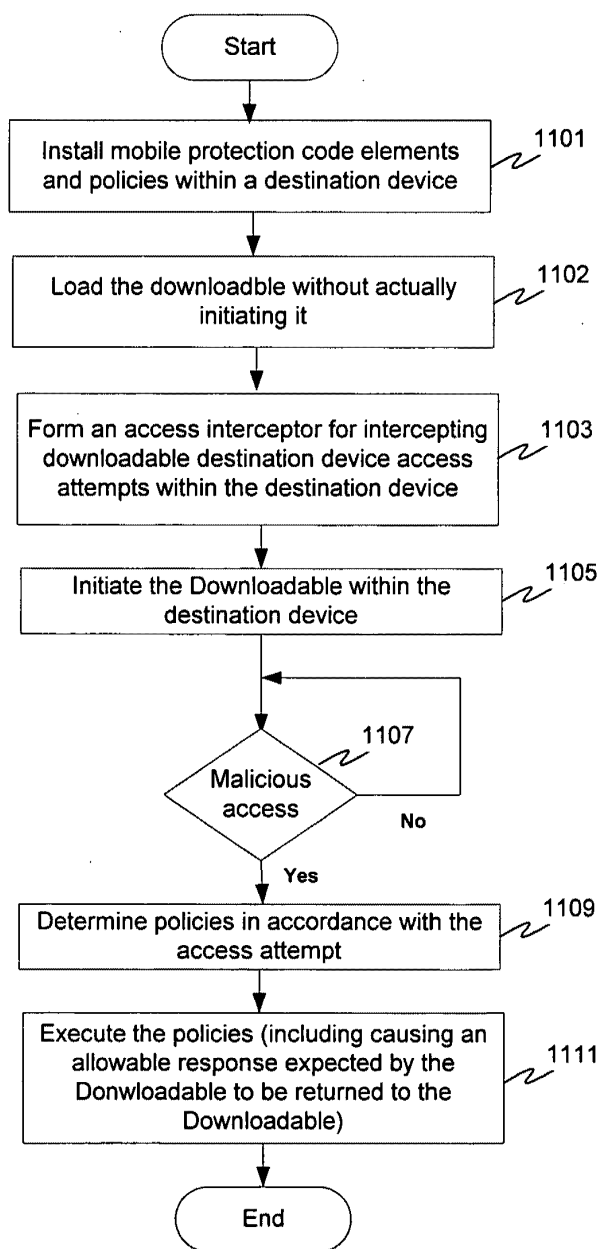 Start
Install mobile protection code elements
and policies within a destination device
1101
Load the downloadble without actually
initiating it
1102
Form an access interceptor for intercepting
downloadable destination device access
attempts within the destination device
1103
Initiate the Downloadable within the
destination device
1105
1107
Malicious
access
No
Yes
Determine policies in accordance with the
access attempt
1109
Execute the policies (including causing an
allowable response expected by the
Donwloadable to be returned to the
Downloadable)
1111
End